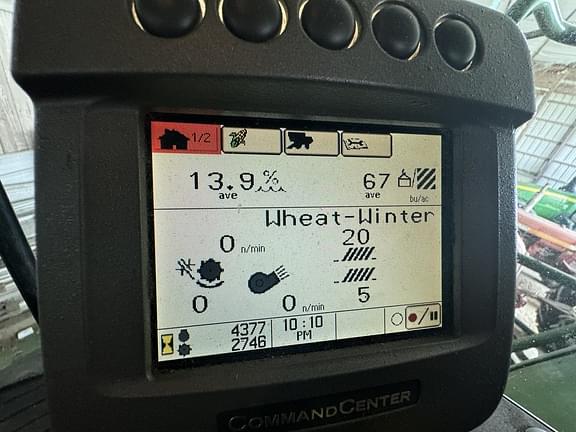 1/2
13.9 %
ave
67
ave
bu/ac
Wheat-Winter
0 n/min
20
0
0 n/min
5
4377
2746
10:10
PM
COMMANDCENTER